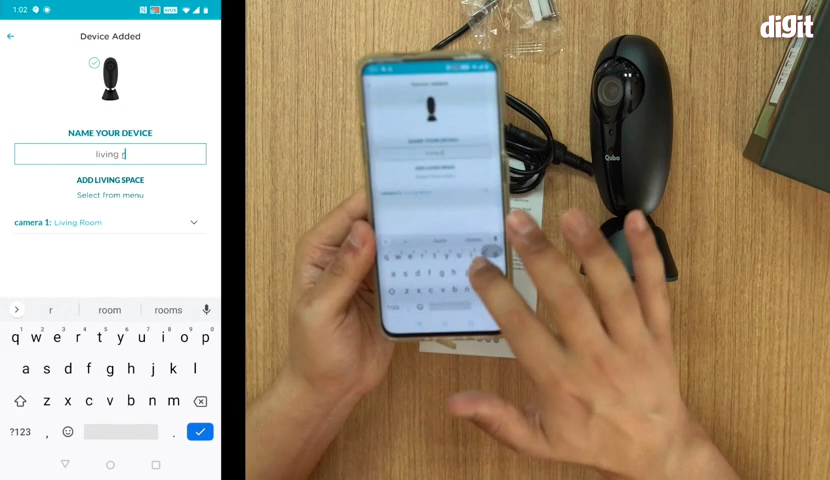 1:02
Device Added
NAME YOUR DEVICE
living r
ADD LIVING SPACE
Select from menu
camera 1: Living Room
r room rooms
1 2 3 4 5 6 7 8 9 0
q w e r t y u i o p
a s d f g h j k l
z x c v b n m
?123 , .
digit
Qubo